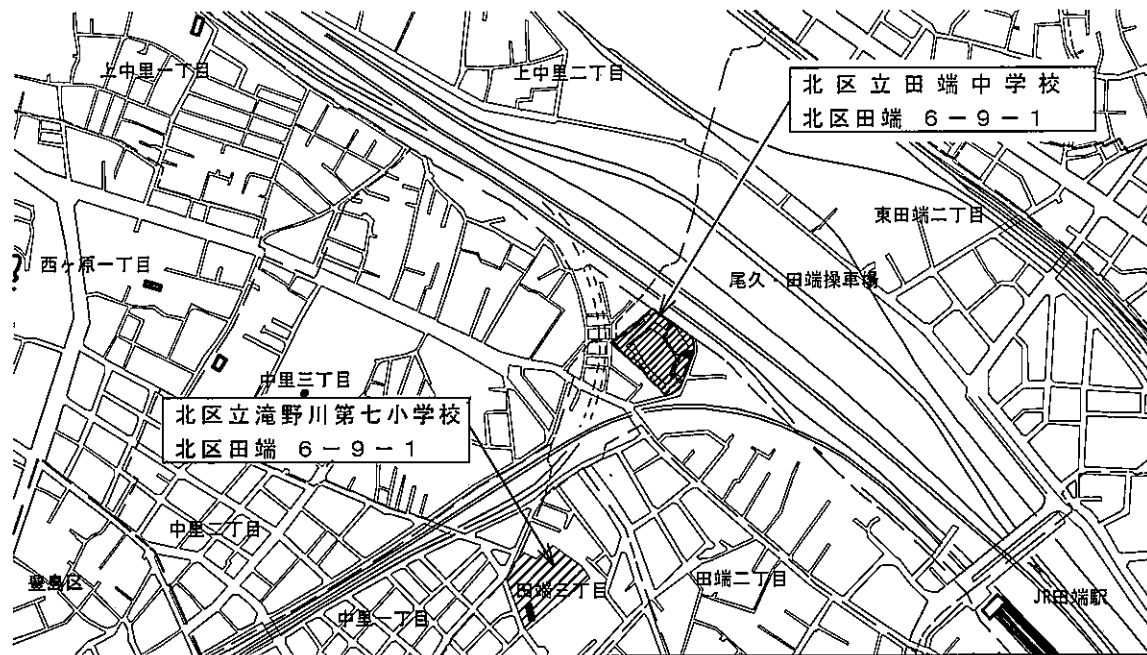 上中里一丁目
上中里二丁目
北区立田端中学校
北区田端 6－9－1
東田端二丁目
西ヶ原一丁目
尾久・田端操車場
中里三丁目
北区立滝野川第七小学校
北区田端 6－9－1
中里二丁目
豊島区
田端三丁目
田端二丁目
JR田端駅
中里一丁目